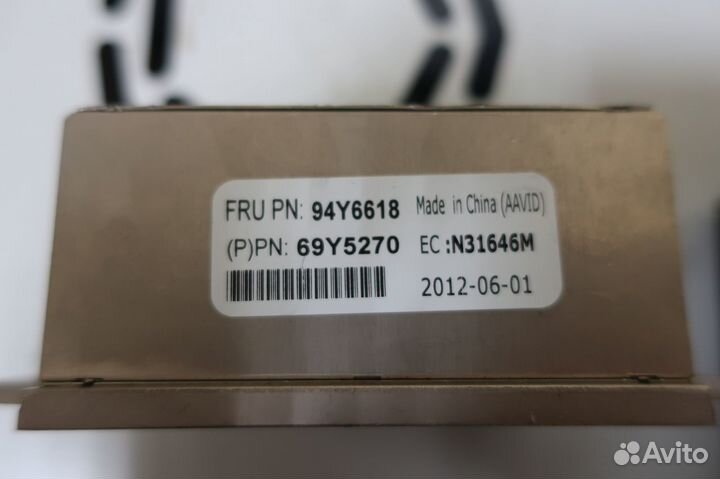 FRU PN: 94Y6618 Made in China (AAVID)
(P)PN: 69Y5270 EC :N31646M
2012-06-01
Avito